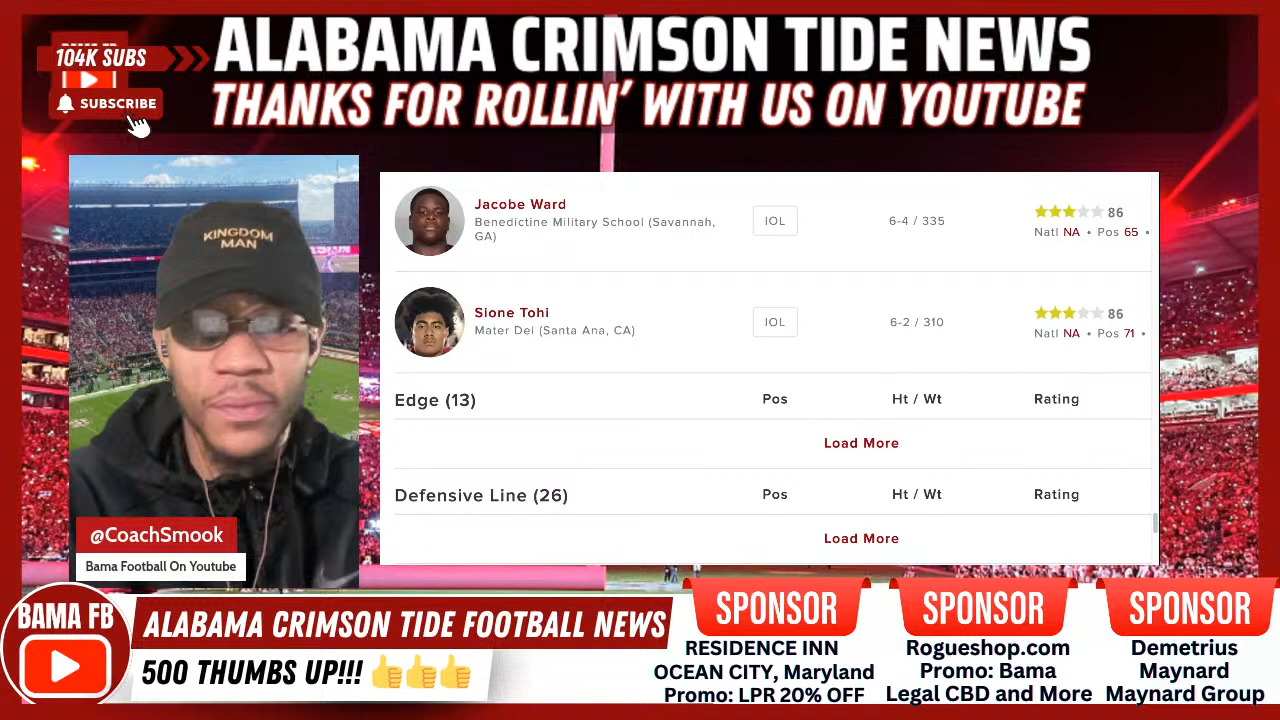 104K SUBS
SUBSCRIBE
ALABAMA CRIMSON TIDE NEWS
THANKS FOR ROLLIN' WITH US ON YOUTUBE
KINGDOM
MAN
@CoachSmook
Bama Football On Youtube
Jacobe Ward
Benedictine Military School (Savannah,
GA)
IOL
6-4 / 335
86
Natl NA • Pos 65 •
Sione Tohi
Mater Dei (Santa Ana, CA)
IOL
6-2 / 310
86
Natl NA • Pos 71 •
Edge (13) Pos Ht / Wt Rating
Load More
Defensive Line (26) Pos Ht / Wt Rating
Load More
BAMA FB
ALABAMA CRIMSON TIDE FOOTBALL NEWS
500 THUMBS UP!!! 👍👍👍
SPONSOR
RESIDENCE INN
OCEAN CITY, Maryland
Promo: LPR 20% OFF
SPONSOR
Rogueshop.com
Promo: Bama
Legal CBD and More
SPONSOR
Demetrius
Maynard
Maynard Group